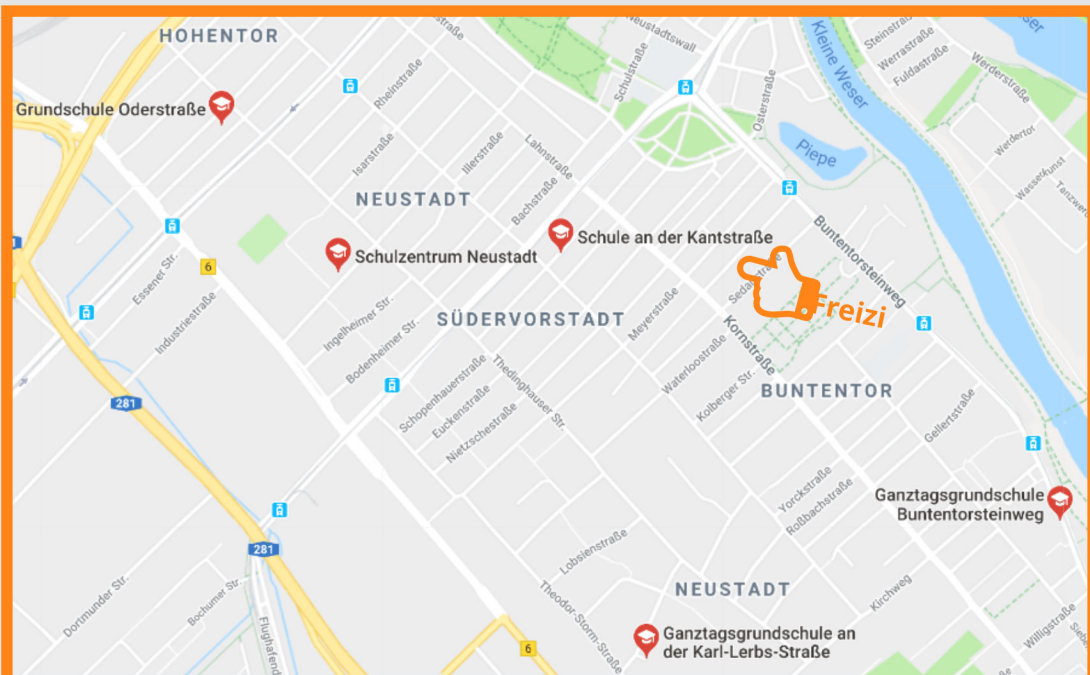 HOHENTOR
Neustadtswall
Kleine Weser
Steinstraße
Werrastraße
Fuldastraße
Werderstraße
Schulstraße
Rheinstraße
Grundschule Oderstraße
Osterstraße
Isarstraße
Illerstraße
Lahnstraße
Piepe
Werdertor
Wasserkunst
NEUSTADT
Bachstraße
Schule an der Kantstraße
Buntentorsteinweg
Schulzentrum Neustadt
6
Essener Str.
Industriestraße
Freizi
Ingelheimer Str.
SÜDERVORSTADT
Meyerstraße
Kornstraße
Bodenheimer Str.
Waterloostraße
Kolberger Str.
BUNTENTOR
281
Schopenhauerstraße
Euckenstraße
Nietzschestraße
Thedinghauser Str.
Gellertstraße
Yorckstraße
Roßbachstraße
Ganztagsgrundschule
Buntentorsteinweg
281
Lobsienstraße
NEUSTADT
Kirchweg
Dortmunder Str.
Bochumer Str.
Theodor-Storm-Straße
Willigstraße
6
Ganztagsgrundschule an
der Karl-Lerbs-Straße